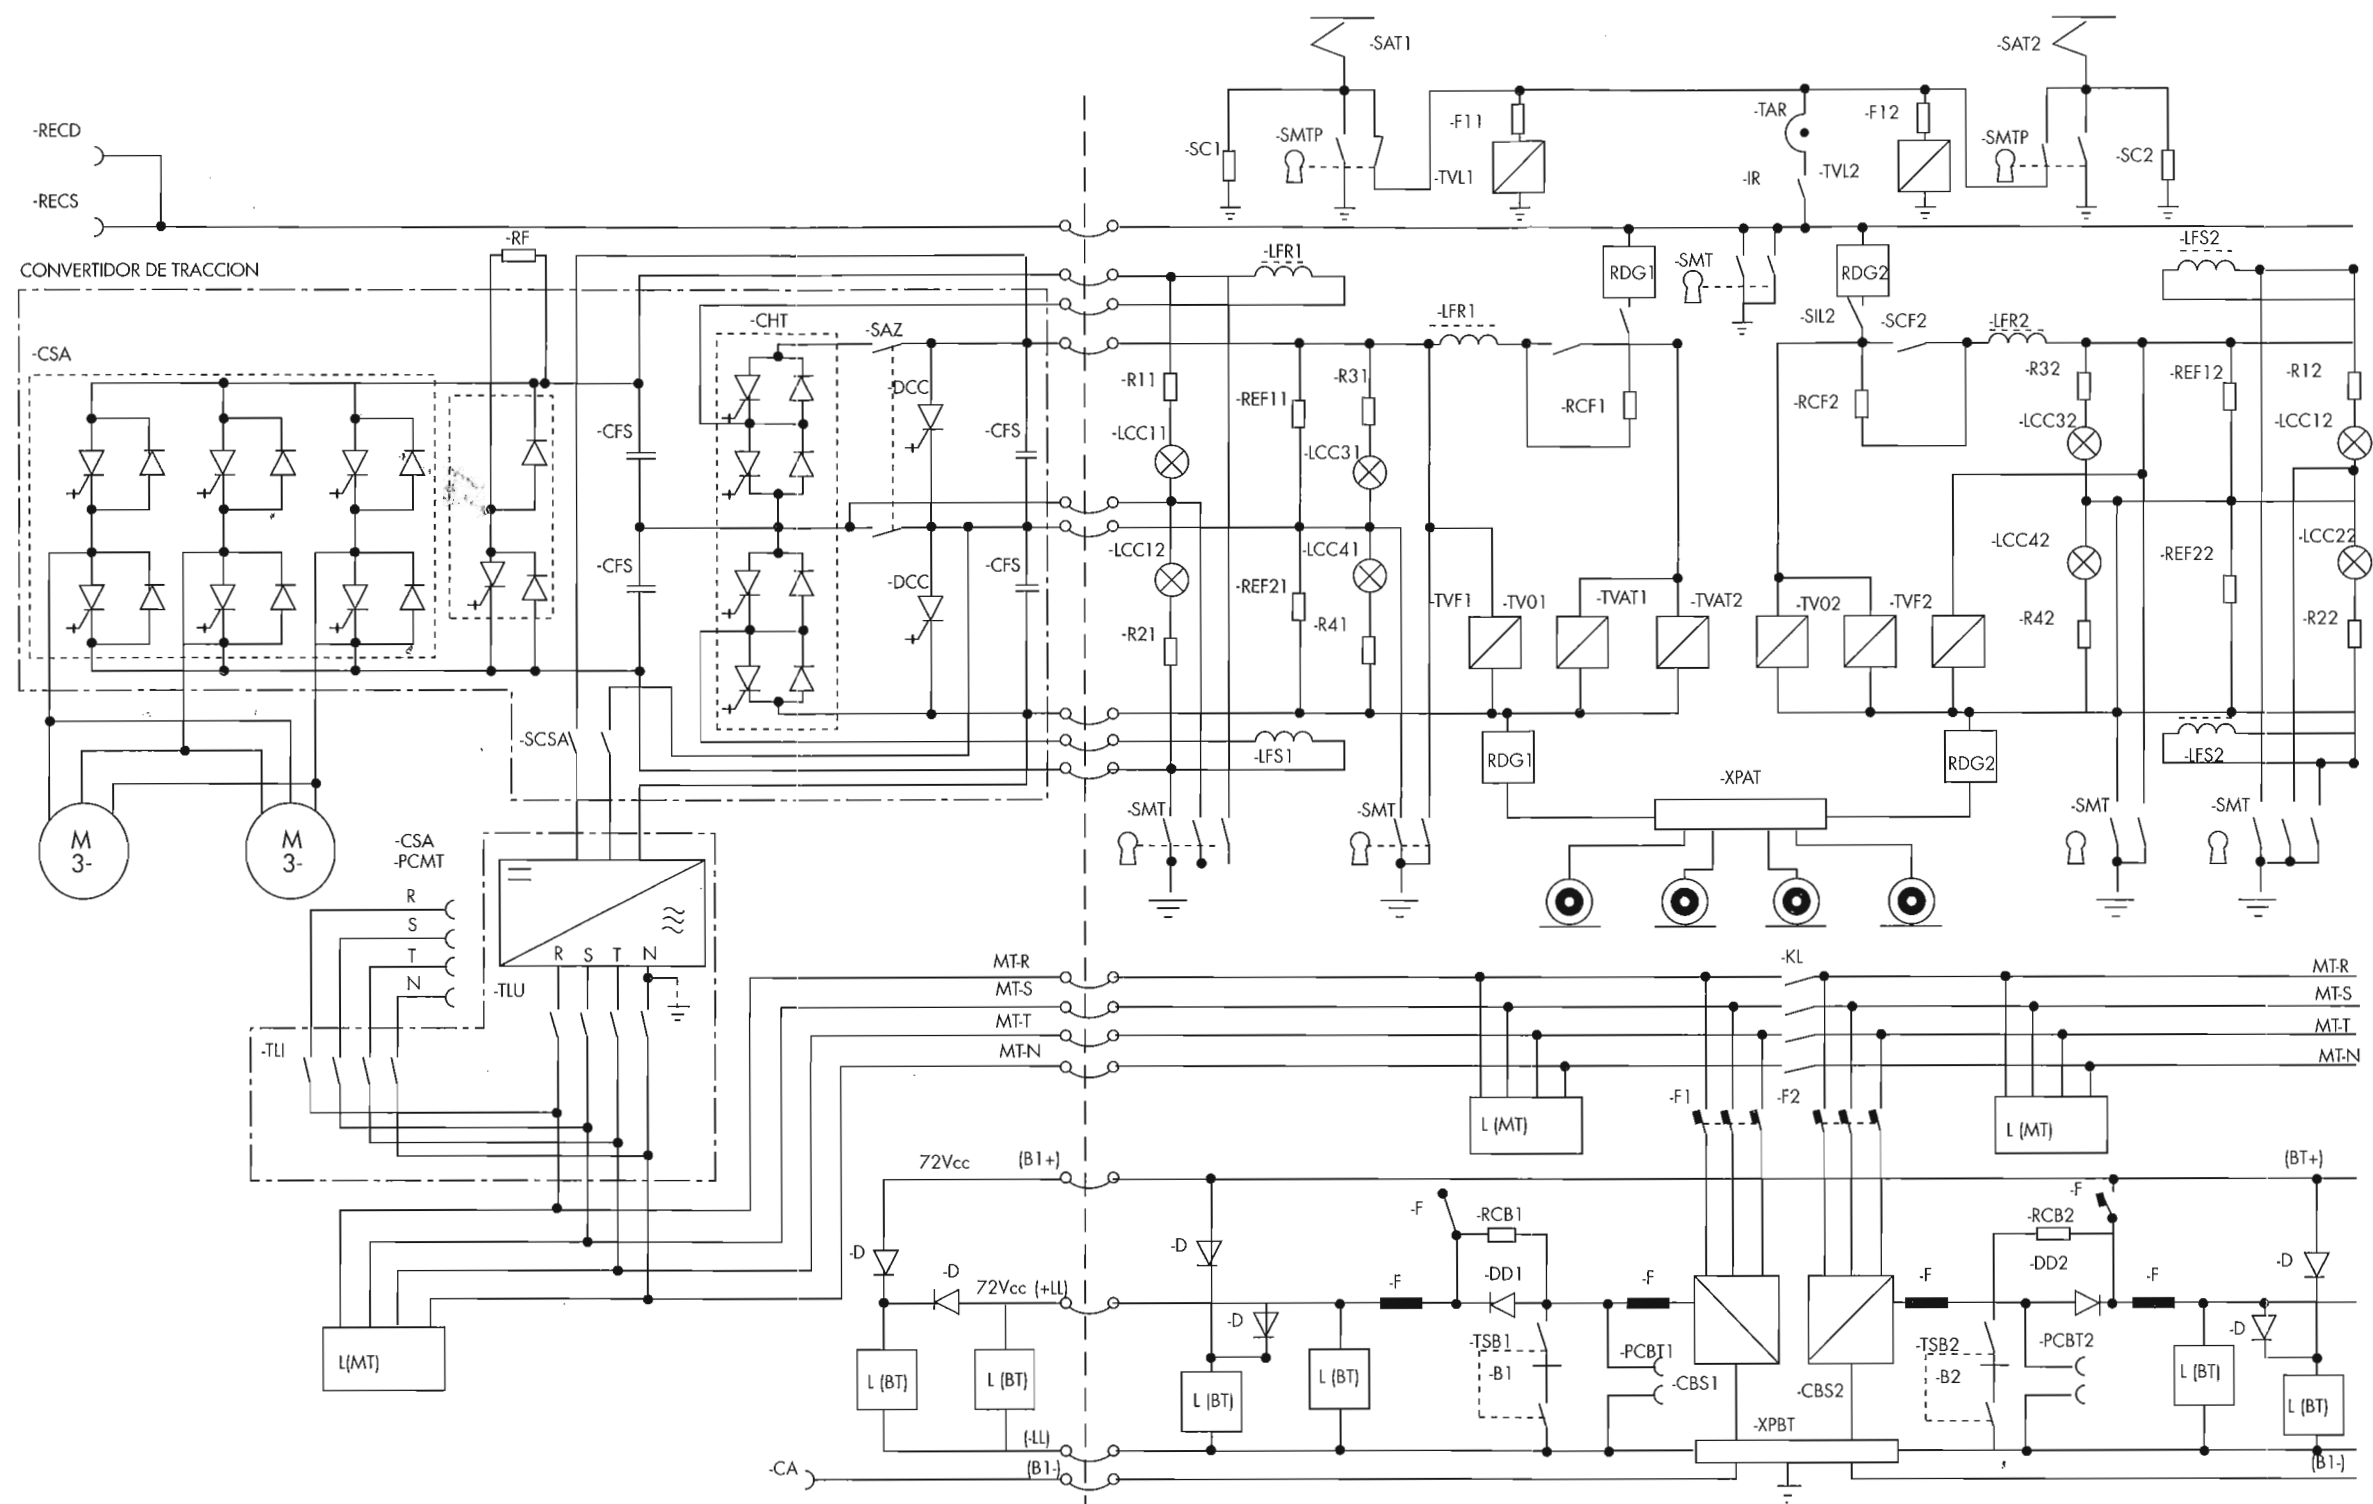 -SAT1
-SAT2
-RECD
-RECS
-SC1
-SMTP
-TVL1
-F11
-TAR
-IR
-TVL2
-F12
-SMTP
-SC2
-RF
CONVERTIDOR DE TRACCION
-CSA
-CHT
-SAZ
-DCC
-CFS
-CFS
-CFS
-DCC
-CFS
-LFR1
-LFR1
RDG1
-SMT
RDG2
-SIL2
-SCF2
-LFR2
-LFS2
-R11
-REF11
-R31
-RCF1
-RCF2
-R32
-REF12
-R12
-LCC11
-LCC31
-LCC32
-LCC12
-LCC12
-LCC41
-LCC42
-REF22
-LCC22
-REF21
-R21
-R41
-TVF1
-TV01
-TVAT1
-TVAT2
-TV02
-TVF2
-R42
-R22
-SCSA
-LFS1
RDG1
-XPAT
RDG2
-LFS2
-SMT
-SMT
-SMT
-SMT
M
3-
M
3-
-CSA
-PCMT
R
S
T
N
R S T N
-TLU
-TLI
MT-R
MT-S
MT-T
MT-N
-KL
MT-R
MT-S
MT-T
MT-N
L (MT)
-F1
-F2
L (MT)
L(MT)
72Vcc
(B1+)
(BT+)
-D
-D
72Vcc (+LL)
L (BT)
L (BT)
-D
-D
L (BT)
L (BT)
-F
-F
-RCB1
-DD1
-F
-TSB1
-B1
-PCBT1
-CBS1
-CBS2
-XPBT
-F
-F
-RCB2
-DD2
-F
-TSB2
-B2
-PCBT2
-D
-D
L (BT)
L (BT)
(-LL)
(B1-)
-CA
(B1-)